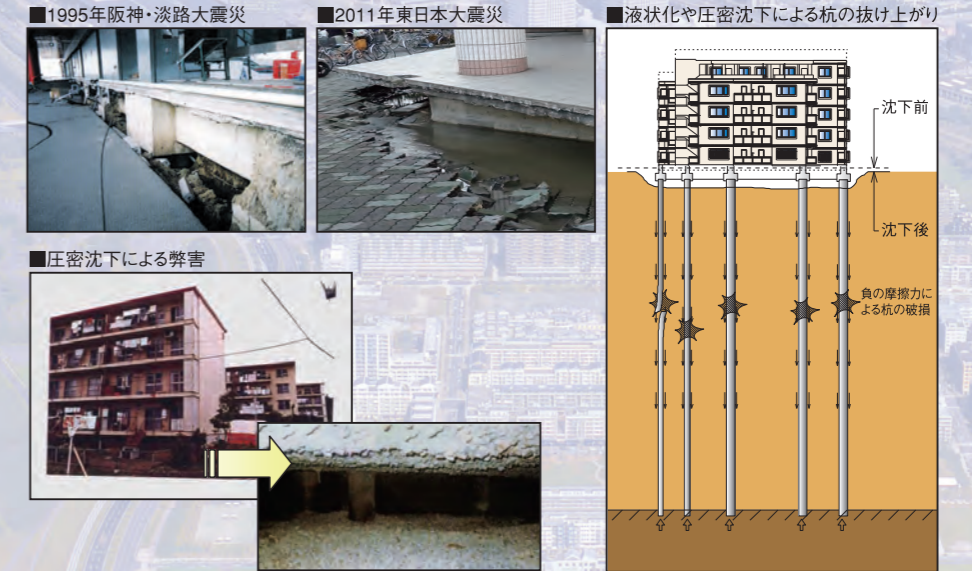 ■1995年阪神・淡路大震災
■2011年東日本大震災
■液状化や圧密沈下による杭の抜け上がり
沈下前
沈下後
負の摩擦力に
よる杭の破損
■圧密沈下による弊害